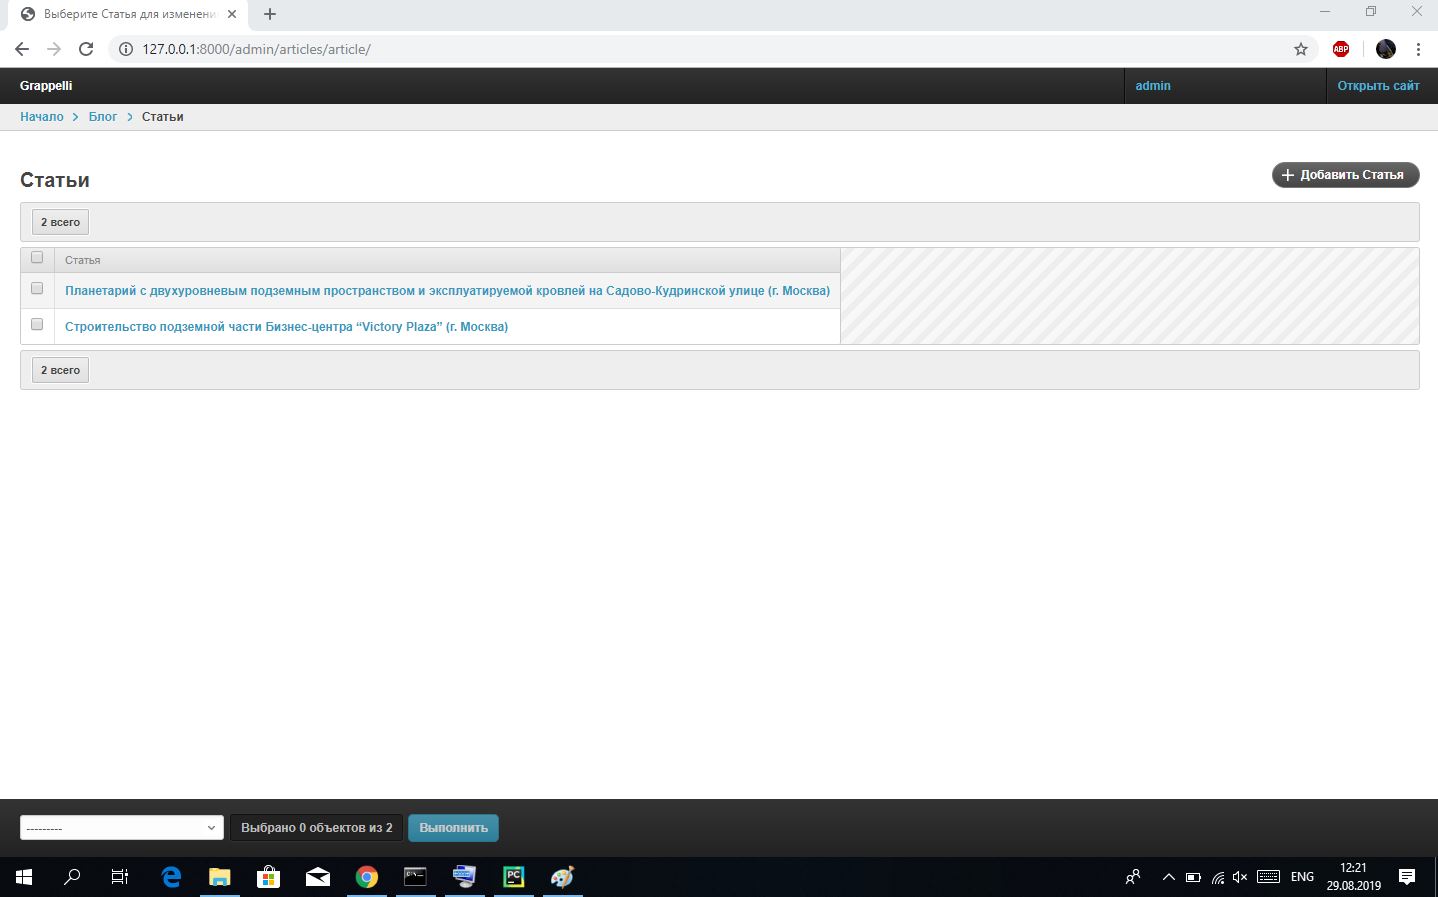 Выберите Статья для изменени
127.0.0.1:8000/admin/articles/article/
ABP
Grappelli
admin
Открыть сайт
Начало > Блог > Статьи
Статьи
+ Добавить Статья
2 всего
Статья
Планетарий с двухуровневым подземным пространством и эксплуатируемой кровлей на Садово-Кудринской улице (г. Москва)
Строительство подземной части Бизнес-центра “Victory Plaza” (г. Москва)
2 всего
---------
Выбрано 0 объектов из 2
Выполнить
PC
ENG
12:21
29.08.2019